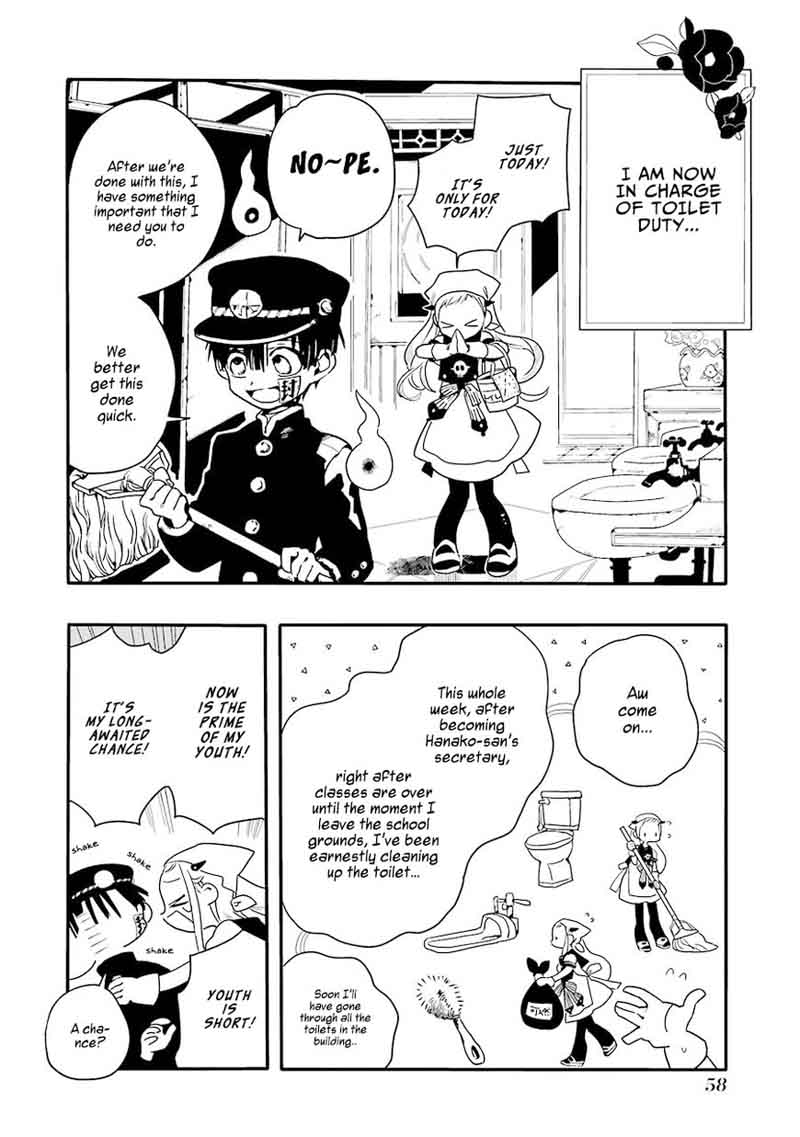 I AM NOW
IN CHARGE
OF TOILET
DUTY...
JUST
TODAY!
IT'S
ONLY FOR
TODAY!
NO~PE.
After we're
done with this, I
have something
important that I
need you to
do.
We
better
get this
done
quick.
Aw
come
on...
This whole
week, after
becoming
Hanako-san's
secretary,
right after
classes are over
until the moment I
leave the school
grounds, I've been
earnestly cleaning
up the toilet...
Soon I'll
have gone
through all the
toilets in the
building..
NOW
IS THE
PRIME
OF MY
YOUTH!
IT'S
MY LONG-
AWAITED
CHANCE!
shake
shake
shake
YOUTH
IS
SHORT!
A cha-
nce?
58